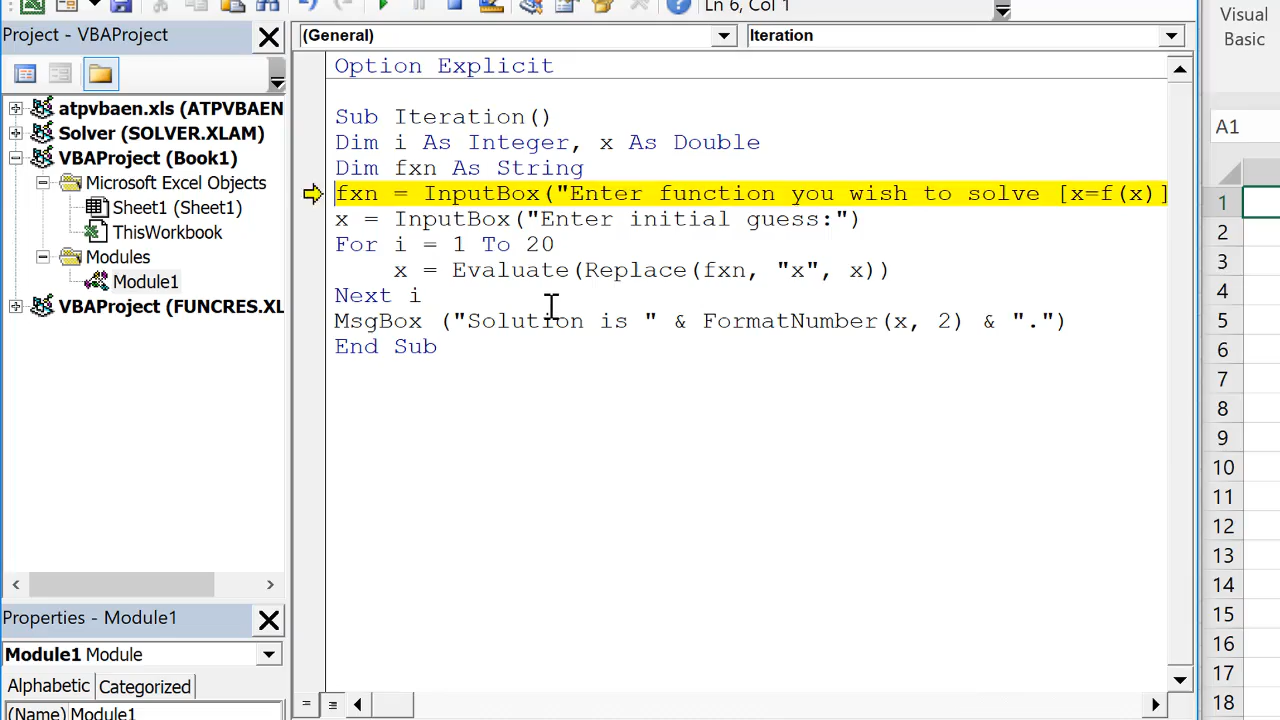 Ln 6, Col 1
Visual
Basic
Project - VBAProject
(General)
Iteration
atpvbaen.xls (ATPVBAEN
Solver (SOLVER.XLAM)
VBAProject (Book1)
Microsoft Excel Objects
Sheet1 (Sheet1)
ThisWorkbook
Modules
Module1
VBAProject (FUNCRES.XL
Option Explicit
Sub Iteration()
Dim i As Integer, x As Double
Dim fxn As String
fxn = InputBox("Enter function you wish to solve [x=f(x)]
x = InputBox("Enter initial guess:")
For i = 1 To 20
x = Evaluate(Replace(fxn, "x", x))
Next i
MsgBox ("Solution is " & FormatNumber(x, 2) & ".")
End Sub
Properties - Module1
Module1 Module
Alphabetic
Categorized
(Name) Module1
A1
1
2
3
4
5
6
7
8
9
10
11
12
13
14
15
16
17
18